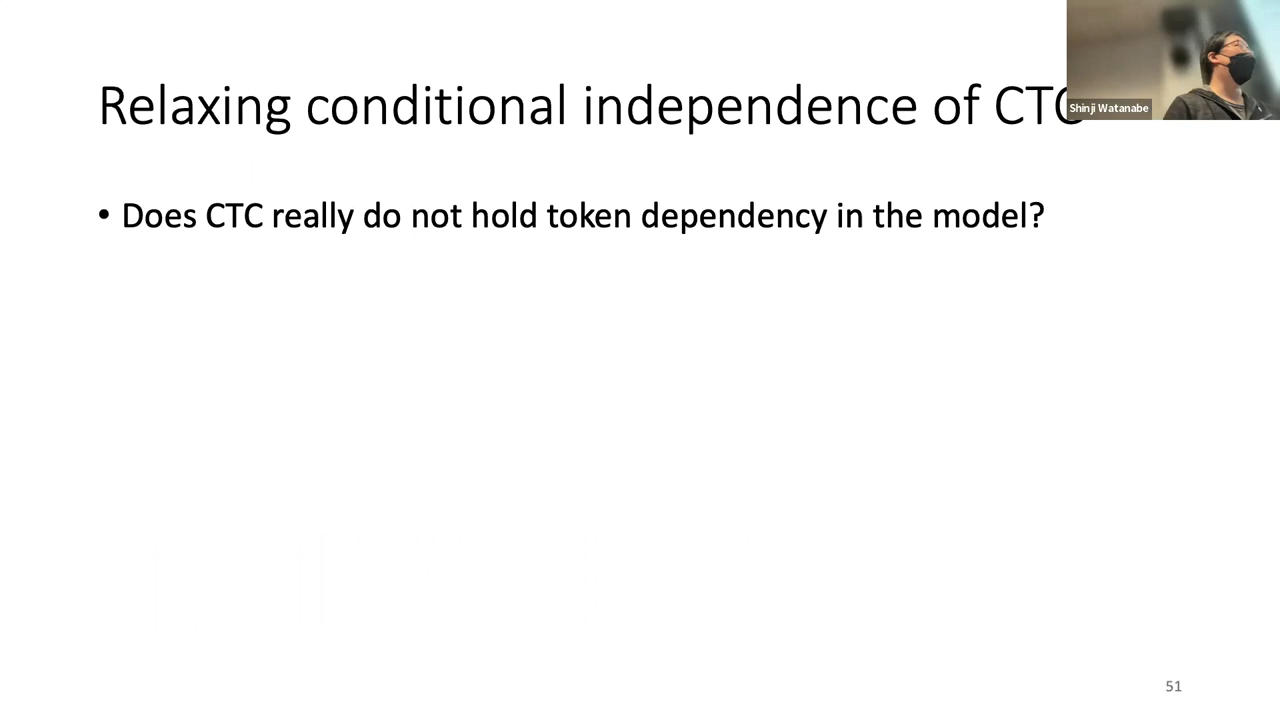 Relaxing conditional independence of CTC
Shinji Watanabe
• Does CTC really do not hold token dependency in the model?
51